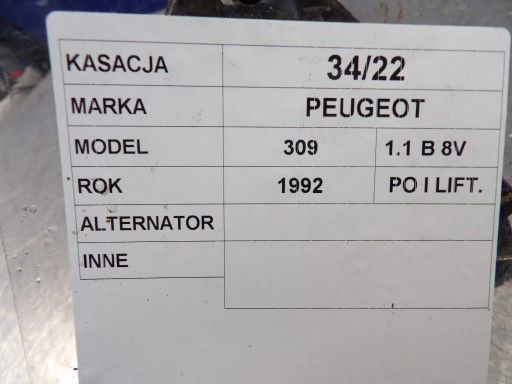 KASACJA 34/22
MARKA PEUGEOT
MODEL 309 1.1 B 8V
ROK 1992 PO I LIFT.
ALTERNATOR
INNE